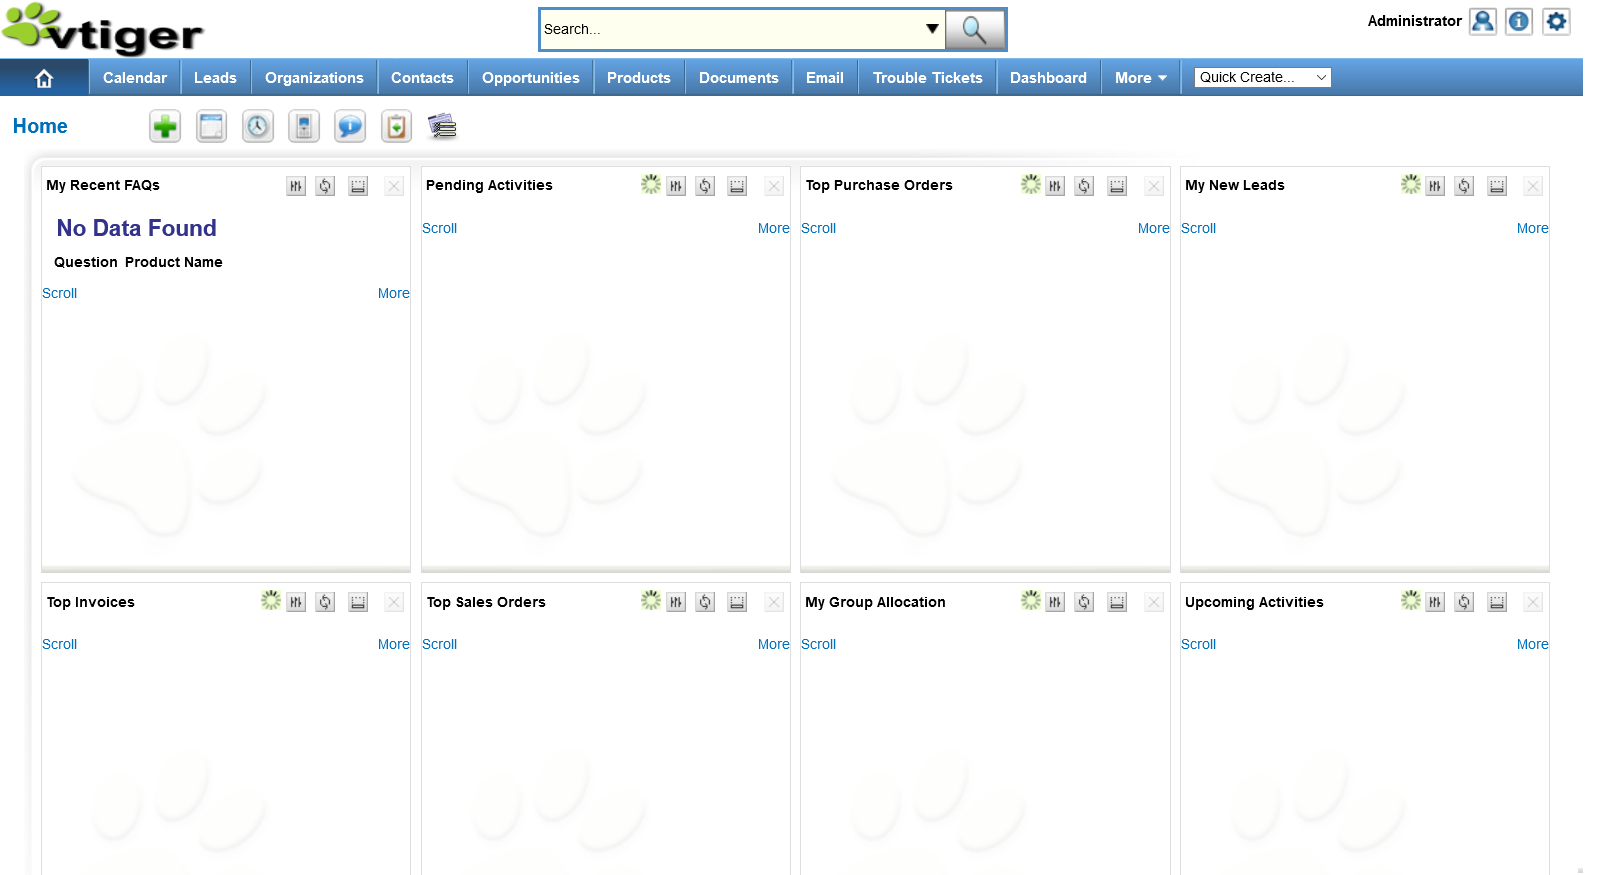 vtiger
Search...
Administrator
Calendar Leads Organizations Contacts Opportunities Products Documents Email Trouble Tickets Dashboard More Quick Create...
Home
My Recent FAQs
No Data Found
Question Product Name
Scroll More
Pending Activities
Scroll More
Top Purchase Orders
Scroll More
My New Leads
Scroll More
Top Invoices
Scroll More
Top Sales Orders
Scroll More
My Group Allocation
Scroll
Upcoming Activities
Scroll More